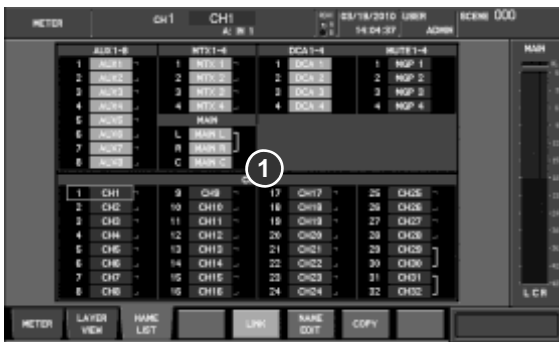 METER CH1 CH1 03/19/2010 USER SCENE 000
A: IN 1 14:04:37 ADMIN
AUX1-8 MTX1-4 DCA1-4 MUTE1-4 MAIN
1 AUX1 1 MTX 1 1 DCA 1 1 MGP 1
2 AUX2 2 MTX 2 2 DCA 2 2 MGP 2
3 AUX3 3 MTX 3 3 DCA 3 3 MGP 3
4 AUX4 4 MTX 4 4 DCA 4 4 MGP 4
5 AUX5 MAIN
6 AUX6 L MAIN L
7 AUX7 R MAIN R
8 AUX8 C MAIN C
1
1 CH1 9 CH9 17 CH17 25 CH25
2 CH2 10 CH10 18 CH18 26 CH26
3 CH3 11 CH11 19 CH19 27 CH27
4 CH4 12 CH12 20 CH20 28 CH28
5 CH5 13 CH13 21 CH21 29 CH29
6 CH6 14 CH14 22 CH22 30 CH30
7 CH7 15 CH15 23 CH23 31 CH31
8 CH8 16 CH16 24 CH24 32 CH32
L C R
METER LAYER VIEW NAME LIST LINK NAME EDIT COPY